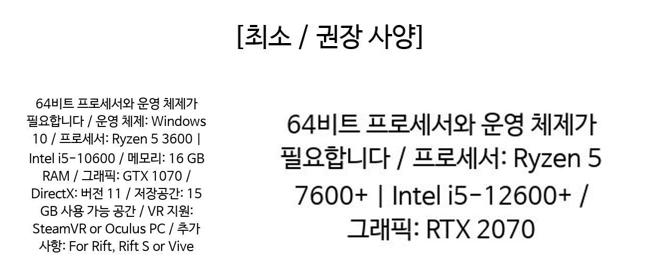 [최소 / 권장 사양]
64비트 프로세서와 운영 체제가
필요합니다 / 운영 체제: Windows
10 / 프로세서: Ryzen 5 3600 |
Intel i5-10600 / 메모리: 16 GB
RAM / 그래픽: GTX 1070 /
DirectX: 버전 11 / 저장공간: 15
GB 사용 가능 공간 / VR 지원:
SteamVR or Oculus PC / 추가
사항: For Rift, Rift S or Vive
64비트 프로세서와 운영 체제가
필요합니다 / 프로세서: Ryzen 5
7600+ | Intel i5-12600+ /
그래픽: RTX 2070